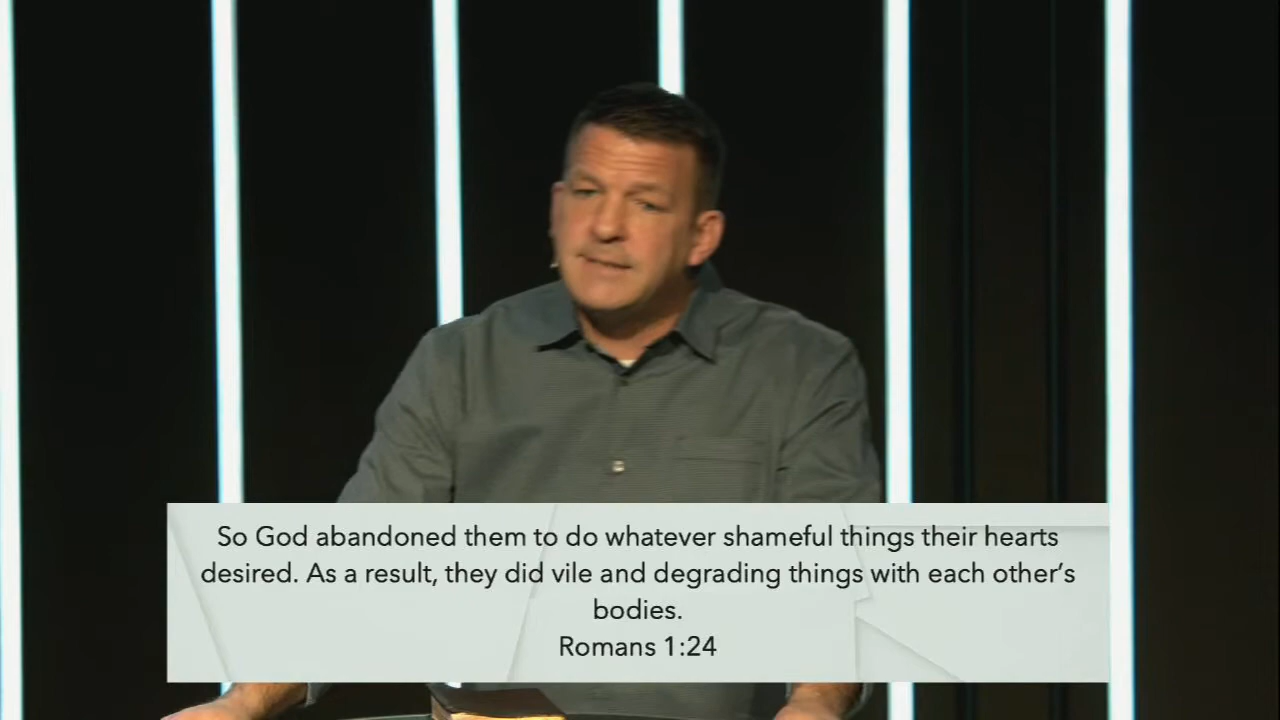 So God abandoned them to do whatever shameful things their hearts
desired. As a result, they did vile and degrading things with each other’s
bodies.
Romans 1:24